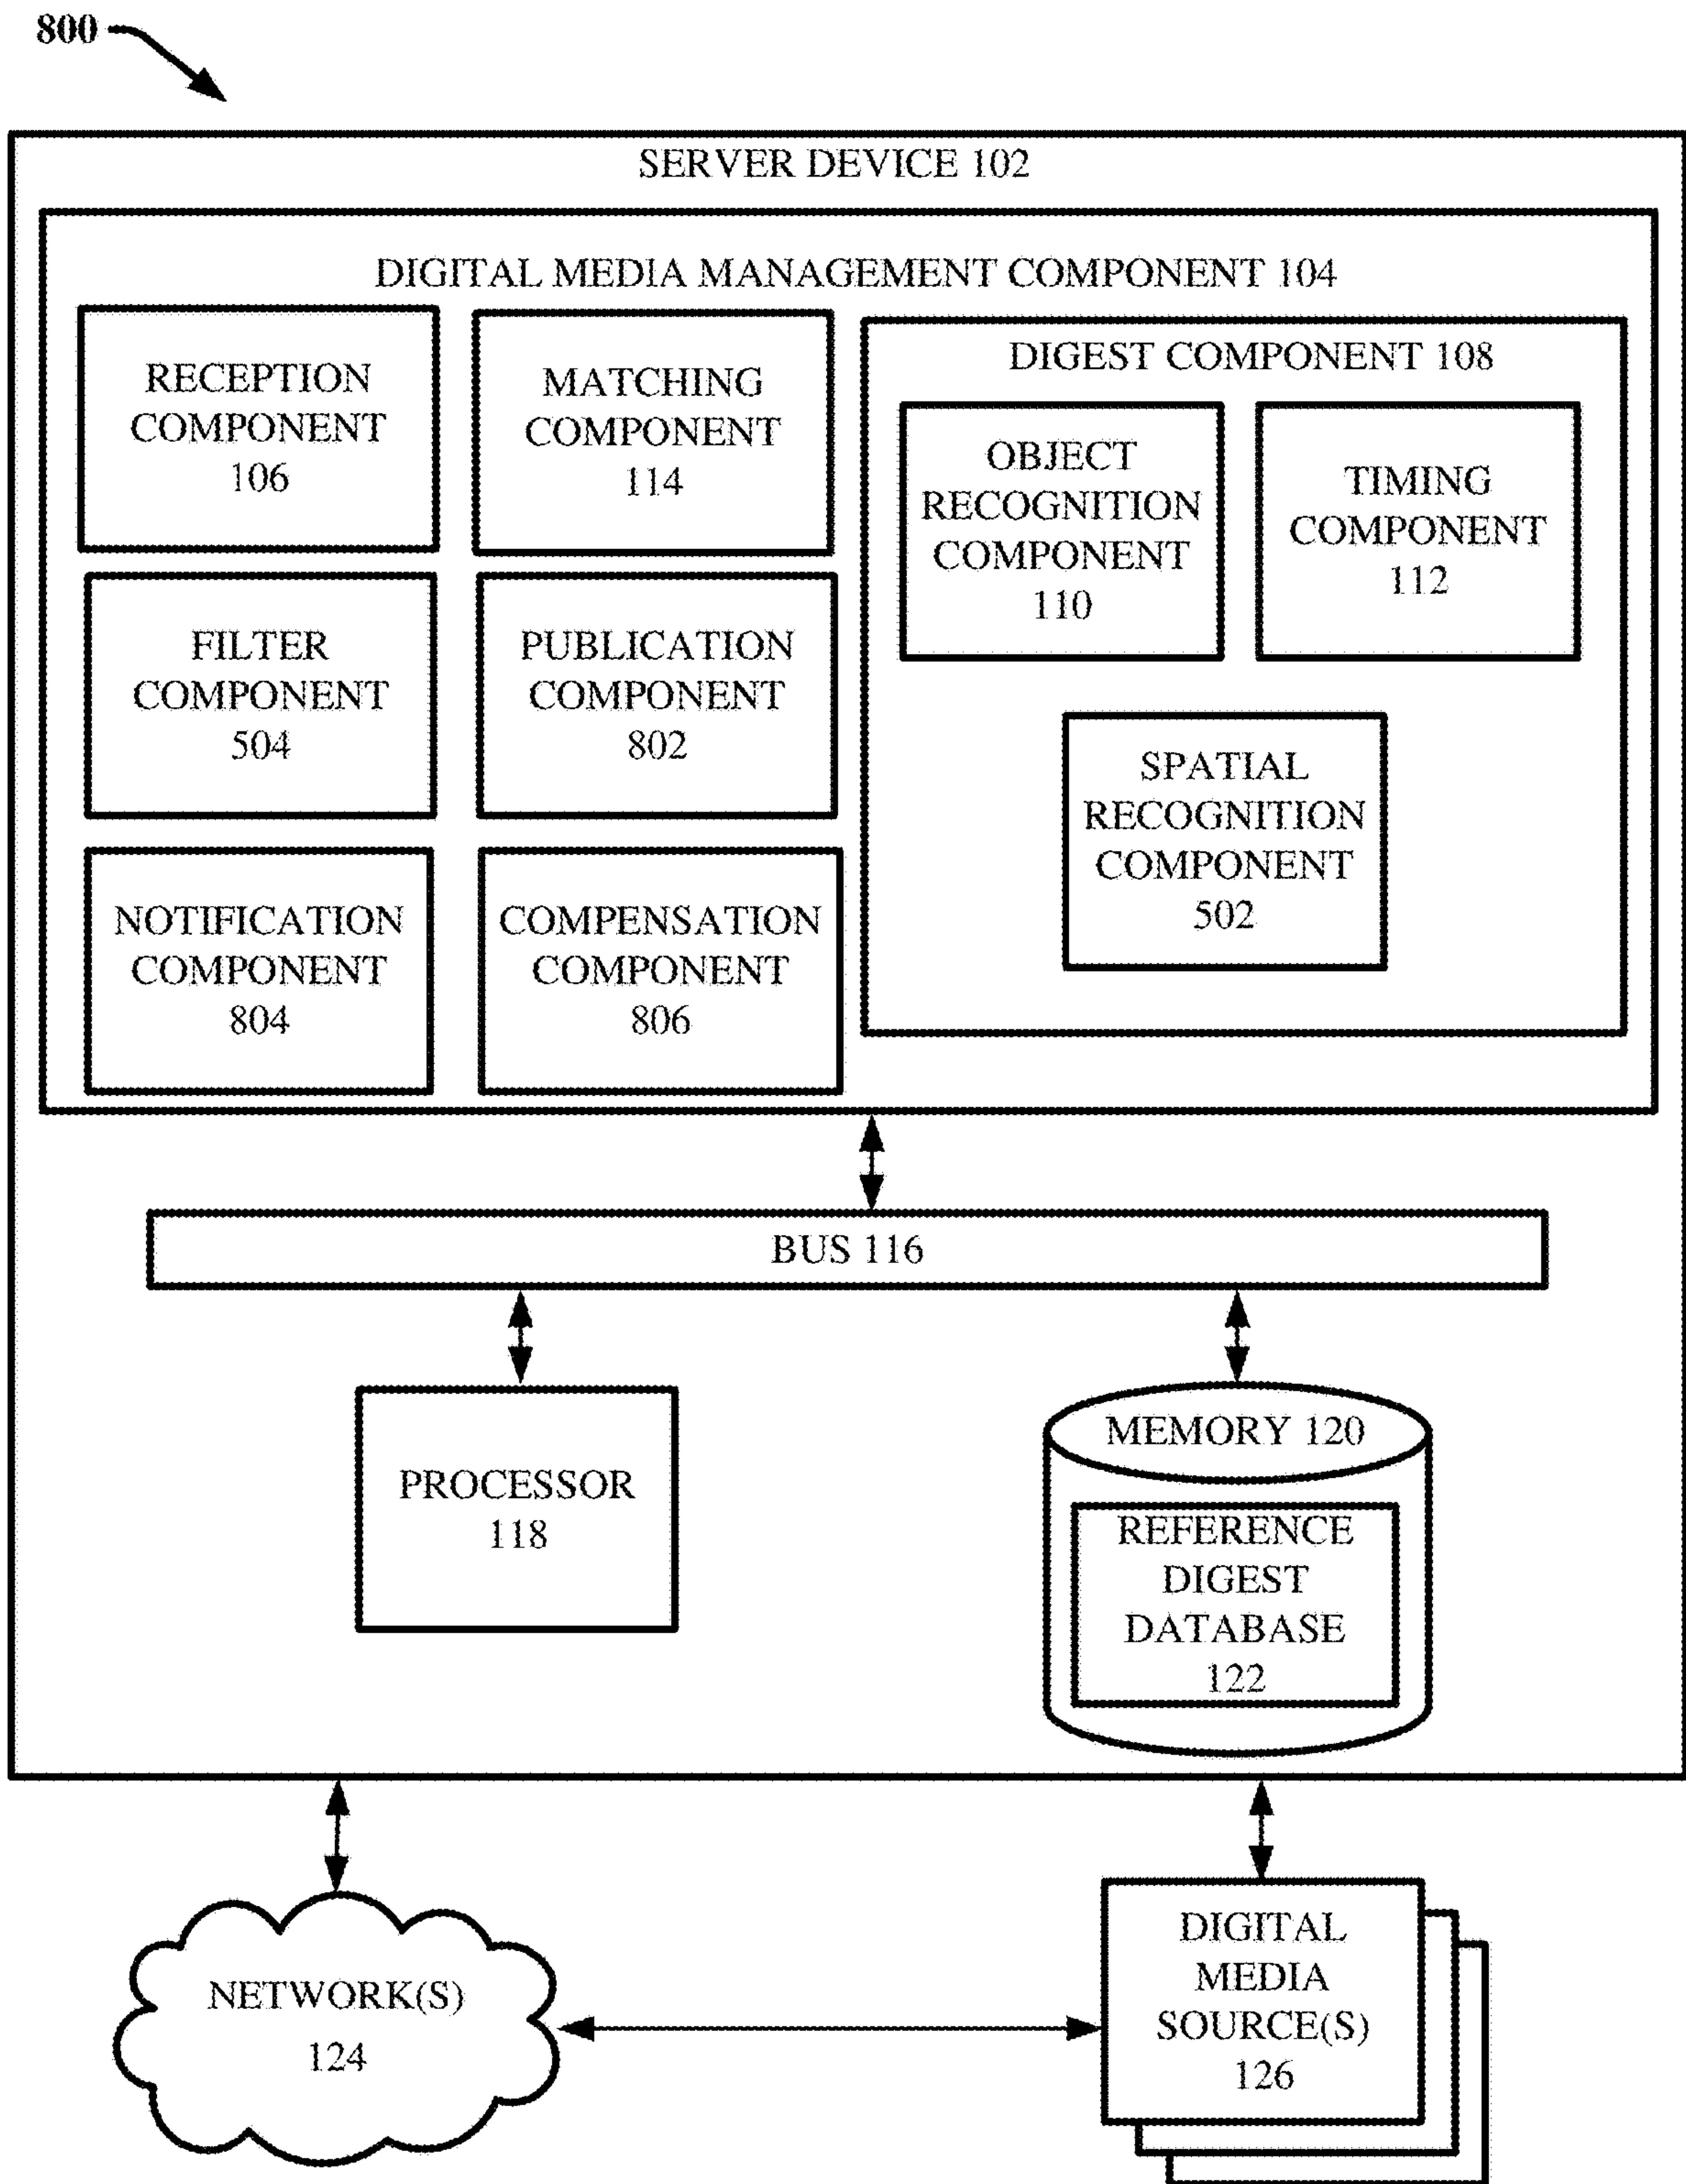 800
SERVER DEVICE 102
DIGITAL MEDIA MANAGEMENT COMPONENT 104
RECEPTION
COMPONENT
106
MATCHING
COMPONENT
114
FILTER
COMPONENT
504
PUBLICATION
COMPONENT
802
NOTIFICATION
COMPONENT
804
COMPENSATION
COMPONENT
806
DIGEST COMPONENT 108
OBJECT
RECOGNITION
COMPONENT
110
TIMING
COMPONENT
112
SPATIAL
RECOGNITION
COMPONENT
502
BUS 116
PROCESSOR
118
MEMORY 120
REFERENCE
DIGEST
DATABASE
122
NETWORK(S)
124
DIGITAL
MEDIA
SOURCE(S)
126